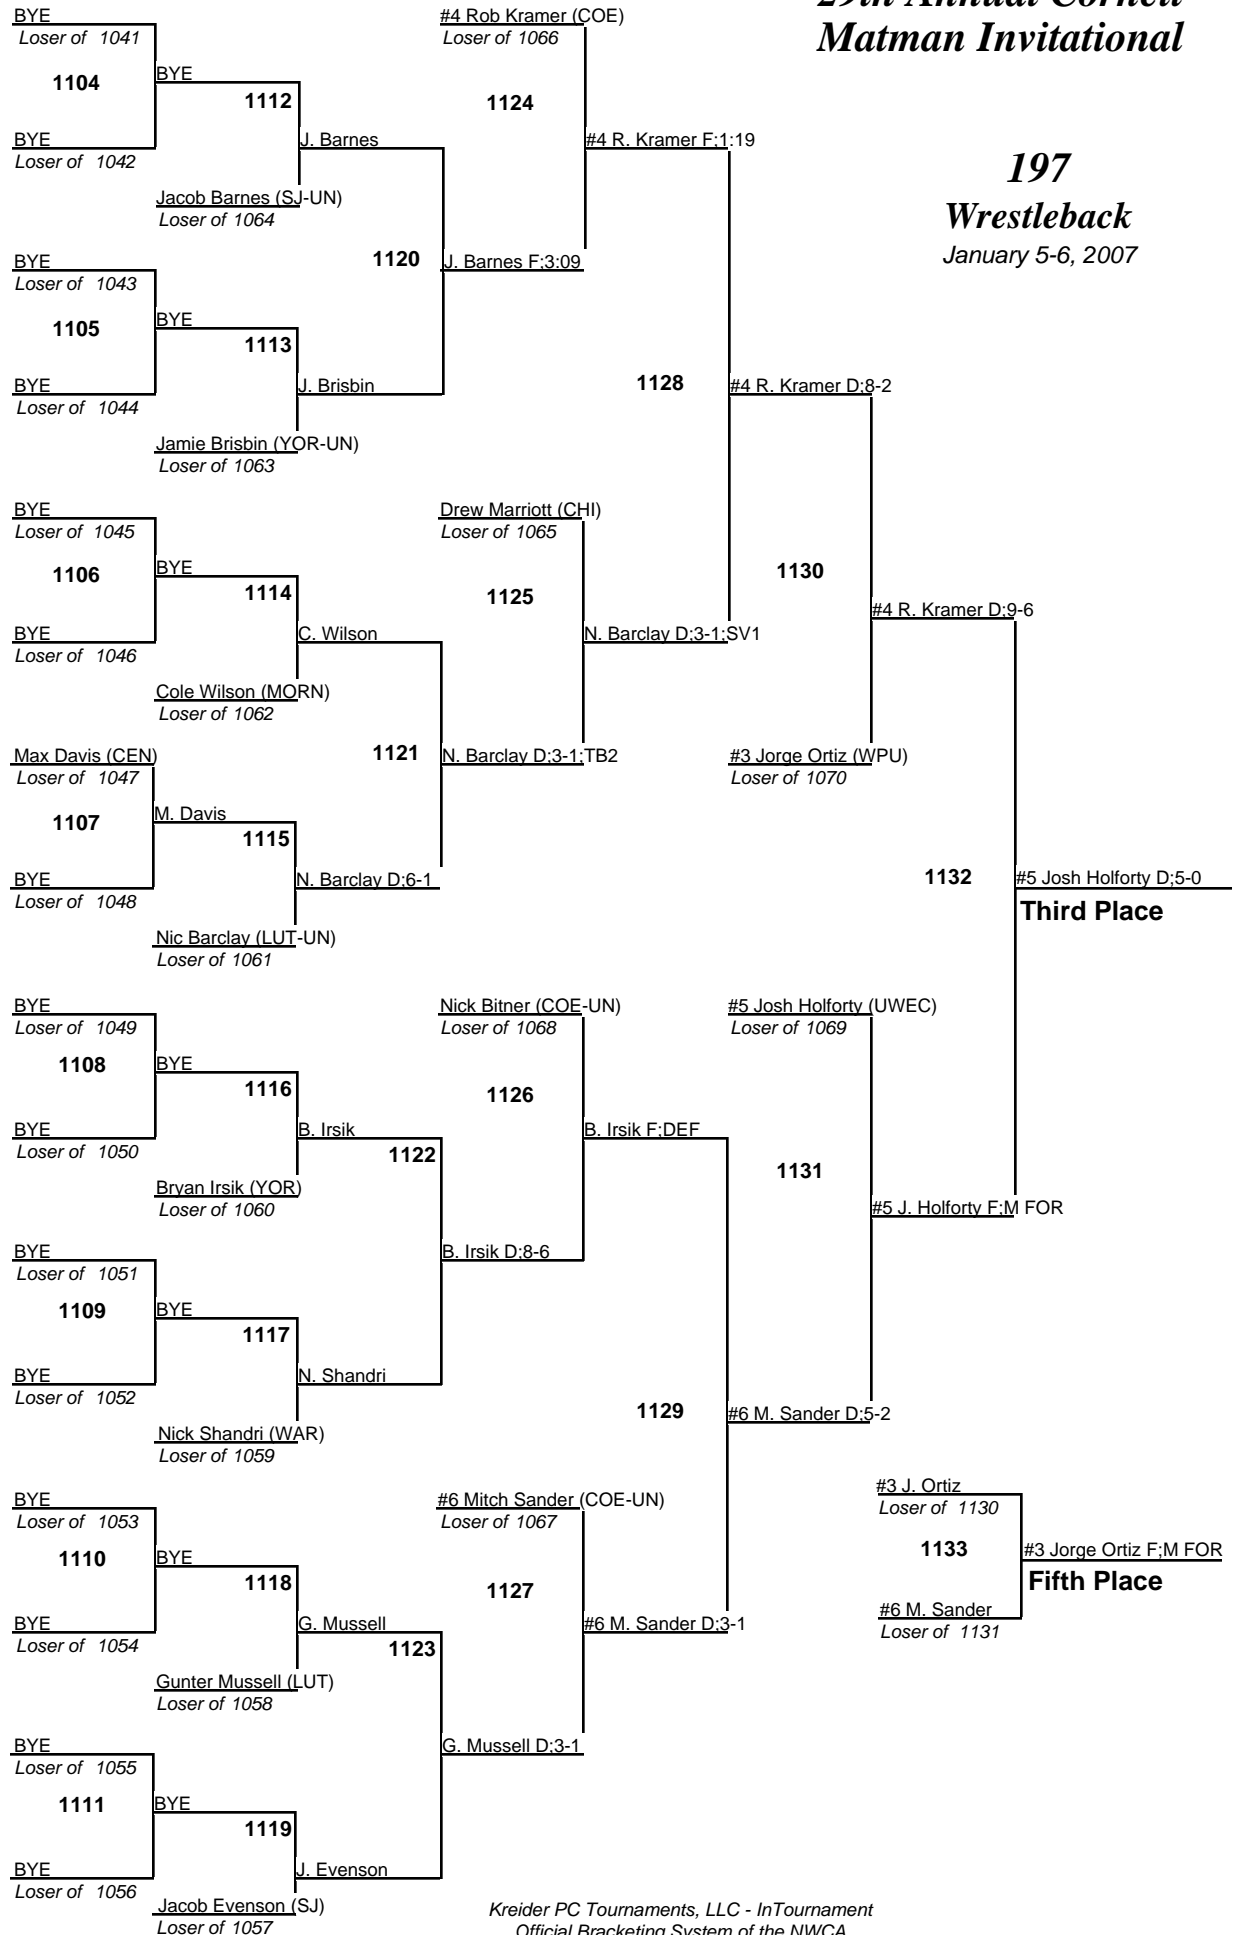 29th Annual Cornell
Matman Invitational
197
Wrestleback
January 5-6, 2007
BYE
Loser of 1041
1104
BYE
Loser of 1042
BYE
1112
Jacob Barnes (SJ-UN)
Loser of 1064
J. Barnes
BYE
Loser of 1043
1105
BYE
Loser of 1044
BYE
1113
Jamie Brisbin (YOR-UN)
Loser of 1063
J. Brisbin
1120
J. Barnes F;3:09
#4 Rob Kramer (COE)
Loser of 1066
1124
#4 R. Kramer F;1:19
BYE
Loser of 1045
1106
BYE
Loser of 1046
BYE
1114
Cole Wilson (MORN)
Loser of 1062
C. Wilson
Max Davis (CEN)
Loser of 1047
1107
BYE
Loser of 1048
M. Davis
1115
Nic Barclay (LUT-UN)
Loser of 1061
N. Barclay D;6-1
1121
N. Barclay D;3-1;TB2
Drew Marriott (CHI)
Loser of 1065
1125
N. Barclay D;3-1;SV1
1128
#4 R. Kramer D;8-2
1130
#3 Jorge Ortiz (WPU)
Loser of 1070
#4 R. Kramer D;9-6
1132
#5 Josh Holforty D;5-0
Third Place
BYE
Loser of 1049
1108
BYE
Loser of 1050
BYE
1116
Bryan Irsik (YOR)
Loser of 1060
B. Irsik
BYE
Loser of 1051
1109
BYE
Loser of 1052
BYE
1117
Nick Shandri (WAR)
Loser of 1059
N. Shandri
1122
B. Irsik D;8-6
Nick Bitner (COE-UN)
Loser of 1068
1126
B. Irsik F;DEF
#5 Josh Holforty (UWEC)
Loser of 1069
1131
#5 J. Holforty F;M FOR
1129
#6 M. Sander D;5-2
BYE
Loser of 1053
1110
BYE
Loser of 1054
BYE
1118
Gunter Mussell (LUT)
Loser of 1058
G. Mussell
BYE
Loser of 1055
1111
BYE
Loser of 1056
BYE
1119
Jacob Evenson (SJ)
Loser of 1057
J. Evenson
1123
G. Mussell D;3-1
#6 Mitch Sander (COE-UN)
Loser of 1067
1127
#6 M. Sander D;3-1
#3 J. Ortiz
Loser of 1130
1133
#6 M. Sander
Loser of 1131
#3 Jorge Ortiz F;M FOR
Fifth Place
Kreider PC Tournaments, LLC - InTournament
Official Bracketing System of the NWCA